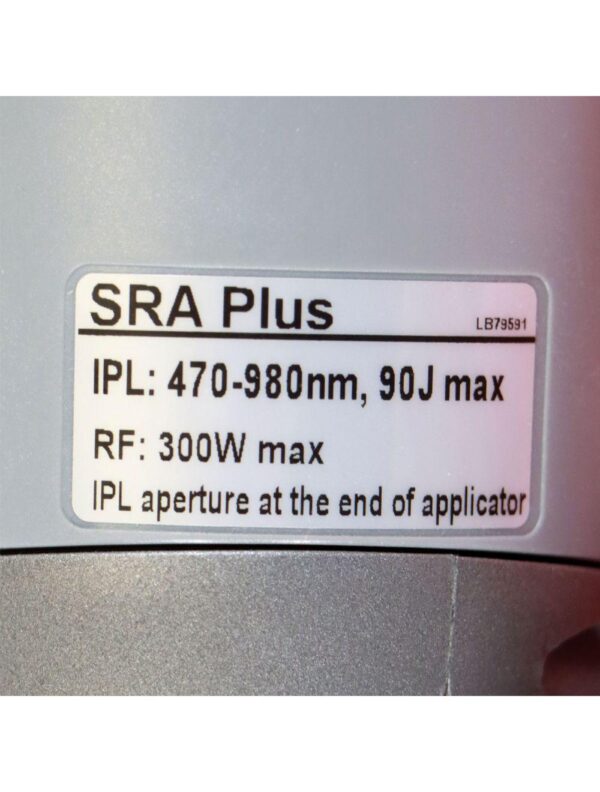 SRA Plus LB79591
IPL: 470-980nm, 90J max
RF: 300W max
IPL aperture at the end of applicator